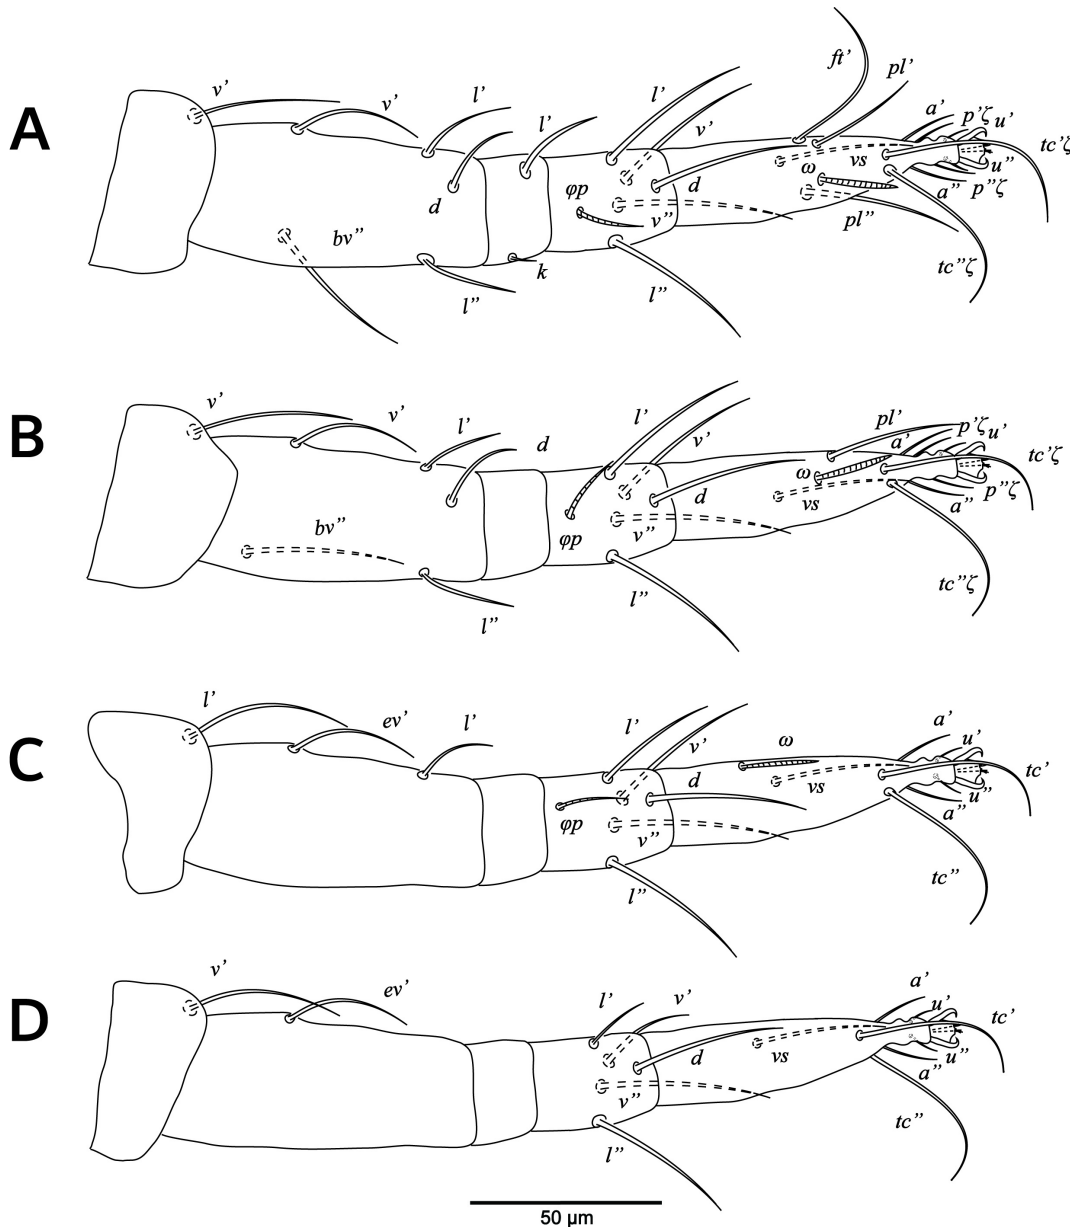 A
v’
v’
l’
d
l’
l’
v’
ft’
pl’
a’
p’ζ
u’
tc’ζ
vs
ω
d
φp
v”
pl”
u”
p”ζ
a”
tc”ζ
bv”
l”
k
l”
B
v’
v’
l’
d
l’
v’
pl’
a’
p’ζ
u’
tc’ζ
ω
vs
d
φp
v”
p”ζ
a”
tc”ζ
bv”
l”
l”
C
l’
ev’
l’
l’
v’
ω
a’
u’
tc’
d
vs
φp
v”
u”
a”
tc”
l”
D
v’
ev’
l’
v’
a’
u’
tc’
d
vs
v”
u”
a”
tc”
l”
50 µm